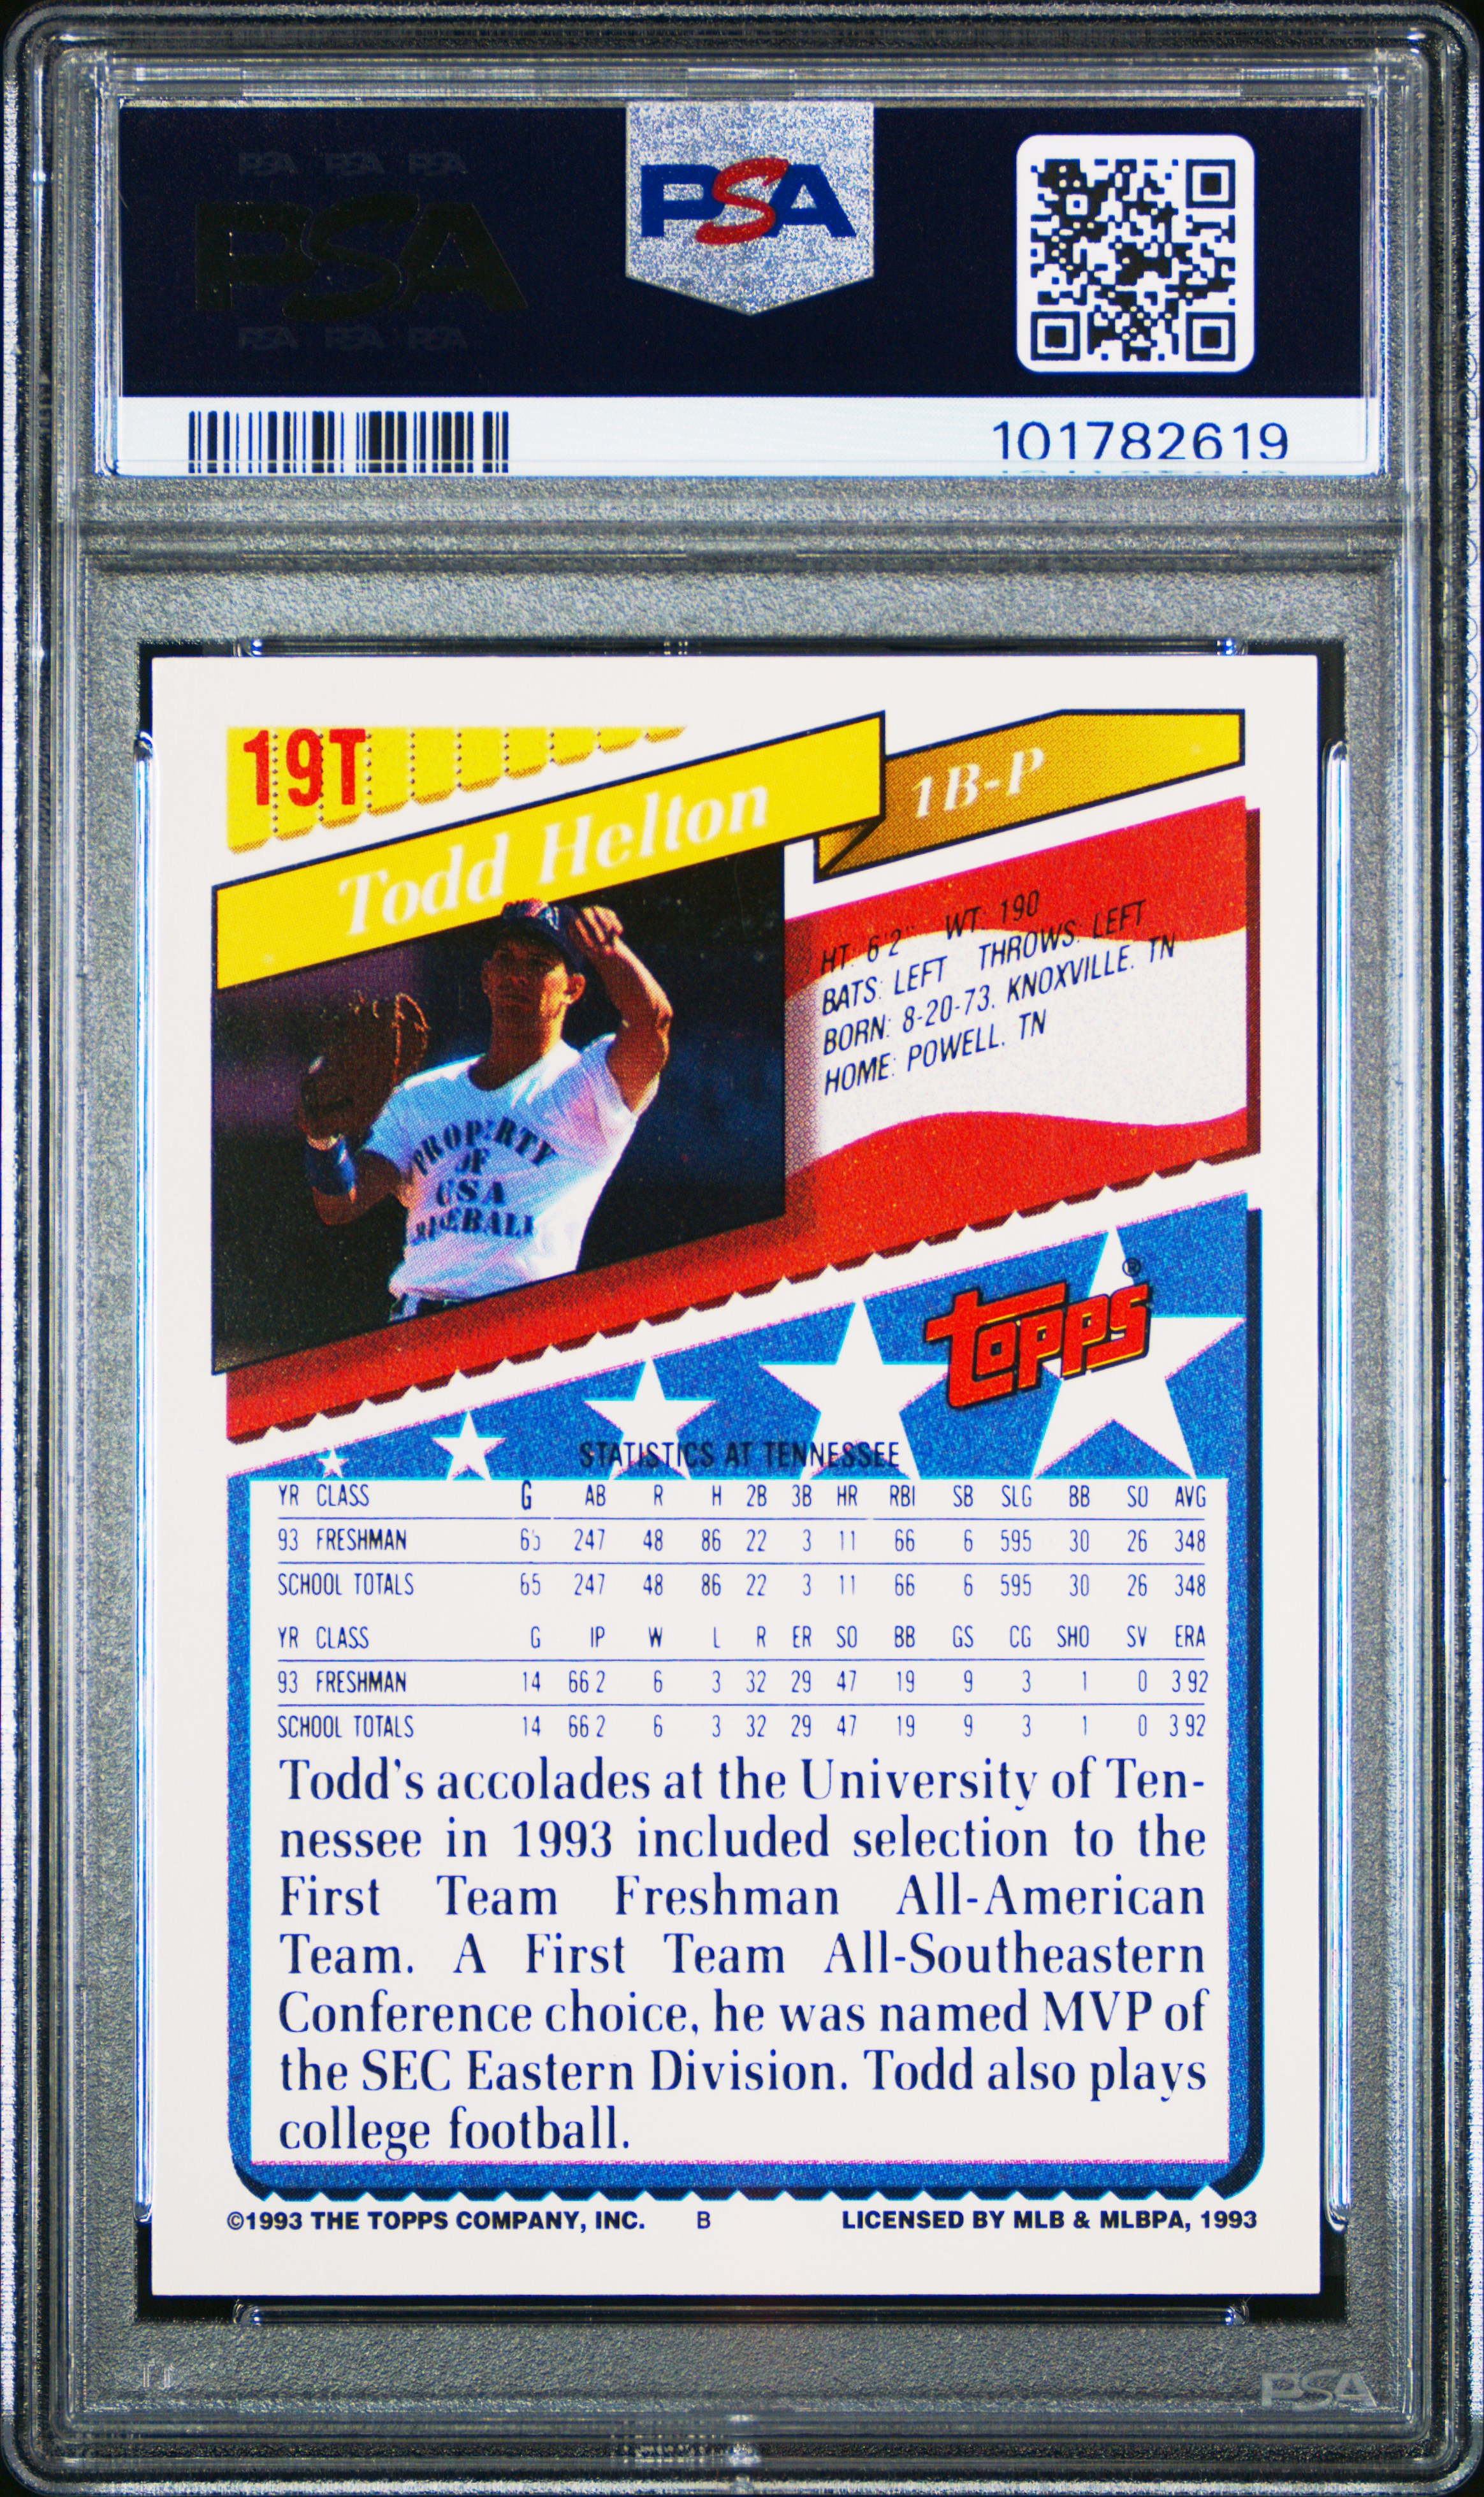 PSA PSA PSA
PSA
PSA PSA PSA
PSA
101782619
19T
Todd Helton
1B-P
HT: 6'2" WT: 190
BATS: LEFT THROWS: LEFT
BORN: 8-20-73, KNOXVILLE, TN
HOME: POWELL, TN
PROPERTY
OF
USA
BASEBALL
topps®
STATISTICS AT TENNESSEE
YR CLASS G AB R H 2B 3B HR RBI SB SLG BB SO AVG
93 FRESHMAN 65 247 48 86 22 3 11 66 6 595 30 26 348
SCHOOL TOTALS 65 247 48 86 22 3 11 66 6 595 30 26 348
YR CLASS G IP W L R ER SO BB GS CG SHO SV ERA
93 FRESHMAN 14 66 2 6 3 32 29 47 19 9 3 1 0 3 92
SCHOOL TOTALS 14 66 2 6 3 32 29 47 19 9 3 1 0 3 92
Todd's accolades at the University of Ten-
nessee in 1993 included selection to the
First Team Freshman All-American
Team. A First Team All-Southeastern
Conference choice, he was named MVP of
the SEC Eastern Division. Todd also plays
college football.
©1993 THE TOPPS COMPANY, INC. B LICENSED BY MLB & MLBPA, 1993
PSA